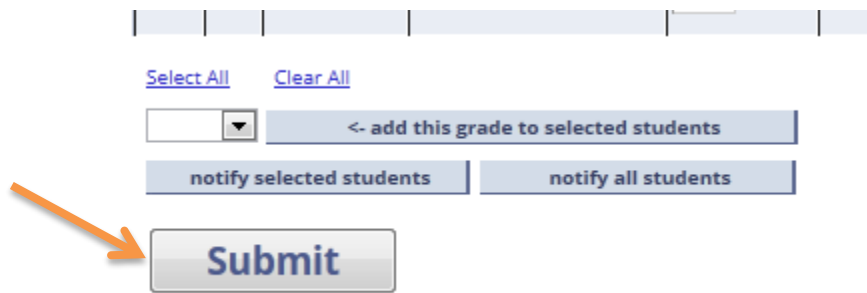 Select All Clear All
<- add this grade to selected students
notify selected students notify all students
Submit